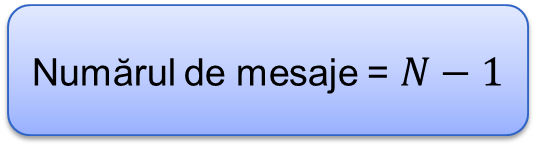 Numărul de mesaje = N − 1